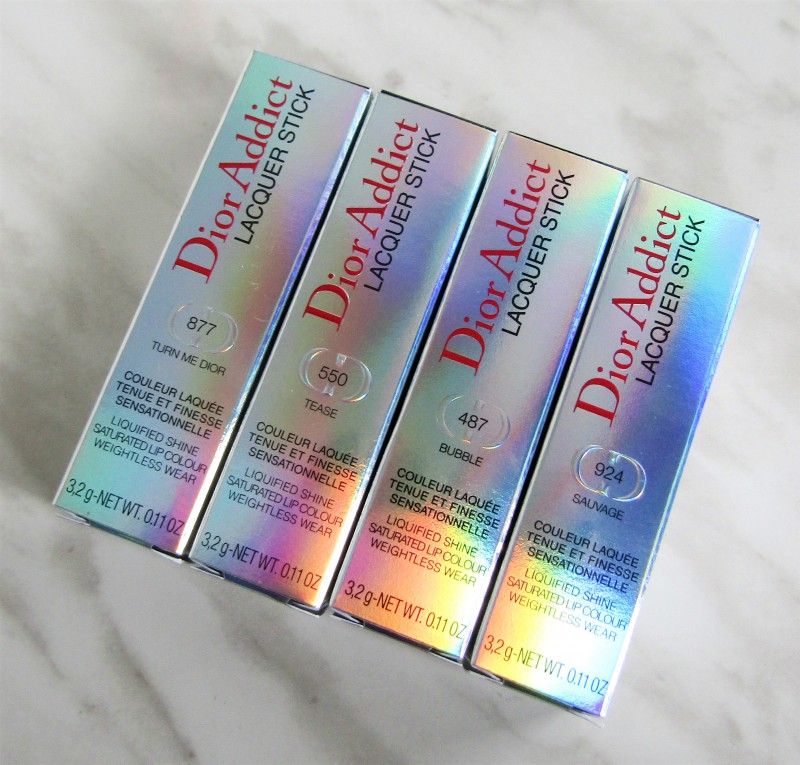 Dior Addict
LACQUER STICK
877
TURN ME DIOR
COULEUR LAQUÉE
TENUE ET FINESSE
SENSATIONNELLE
LIQUIFIED SHINE
SATURATED LIP COLOUR
WEIGHTLESS WEAR
3,2 g-NET WT. 0.11 OZ
Dior Addict
LACQUER STICK
550
TEASE
COULEUR LAQUÉE
TENUE ET FINESSE
SENSATIONNELLE
LIQUIFIED SHINE
SATURATED LIP COLOUR
WEIGHTLESS WEAR
3,2 g-NET WT. 0.11 OZ
Dior Addict
LACQUER STICK
487
BUBBLE
COULEUR LAQUÉE
TENUE ET FINESSE
SENSATIONNELLE
LIQUIFIED SHINE
SATURATED LIP COLOUR
WEIGHTLESS WEAR
3,2 g-NET WT. 0.11 OZ
Dior Addict
LACQUER STICK
924
SAUVAGE
COULEUR LAQUÉE
TENUE ET FINESSE
SENSATIONNELLE
LIQUIFIED SHINE
SATURATED LIP COLOUR
WEIGHTLESS WEAR
3,2 g-NET WT. 0.11 OZ